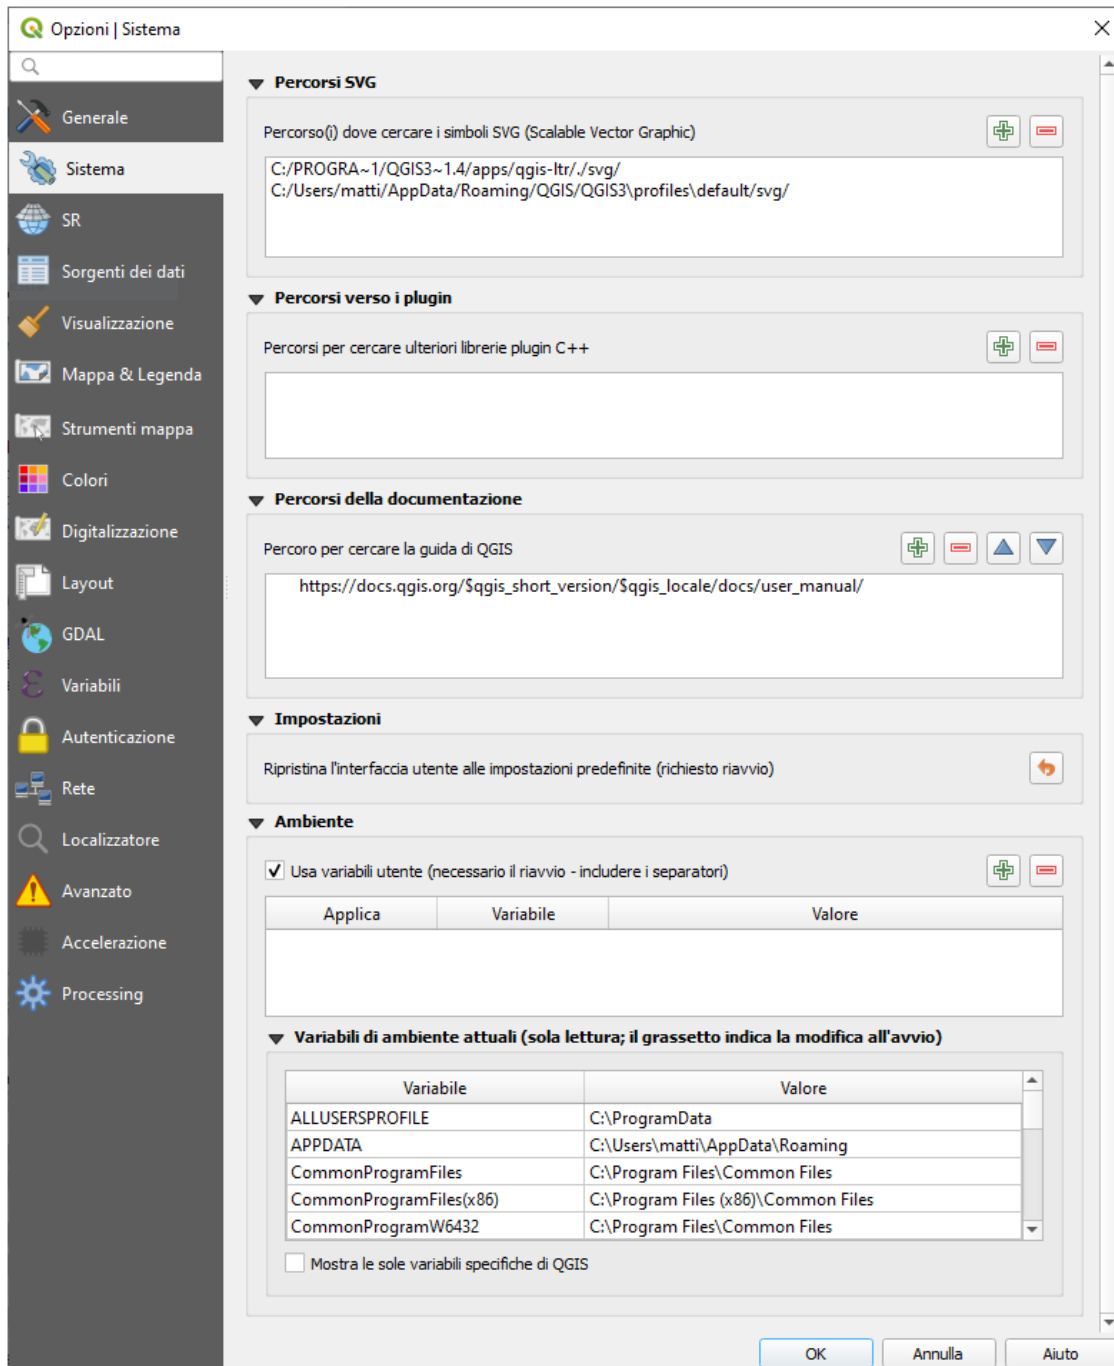 Opzioni | Sistema
Generale
Sistema
SR
Sorgenti dei dati
Visualizzazione
Mappa & Legenda
Strumenti mappa
Colori
Digitalizzazione
Layout
GDAL
Variabili
Autenticazione
Rete
Localizzatore
Avanzato
Accelerazione
Processing
Percorsi SVG
Percorso(i) dove cercare i simboli SVG (Scalable Vector Graphic)
C:/PROGRA~1/QGIS3~1.4/apps/qgis-ltr/./svg/
C:/Users/matti/AppData/Roaming/QGIS/QGIS3\profiles\default/svg/
Percorsi verso i plugin
Percorsi per cercare ulteriori librerie plugin C++
Percorsi della documentazione
Percoro per cercare la guida di QGIS
https://docs.qgis.org/$qgis_short_version/$qgis_locale/docs/user_manual/
Impostazioni
Ripristina l'interfaccia utente alle impostazioni predefinite (richiesto riavvio)
Ambiente
Usa variabili utente (necessario il riavvio - includere i separatori)
Applica Variabile Valore
Variabili di ambiente attuali (sola lettura; il grassetto indica la modifica all'avvio)
Variabile Valore
ALLUSERSPROFILE C:\ProgramData
APPDATA C:\Users\matti\AppData\Roaming
CommonProgramFiles C:\Program Files\Common Files
CommonProgramFiles(x86) C:\Program Files (x86)\Common Files
CommonProgramW6432 C:\Program Files\Common Files
Mostra le sole variabili specifiche di QGIS
OK Annulla Aiuto